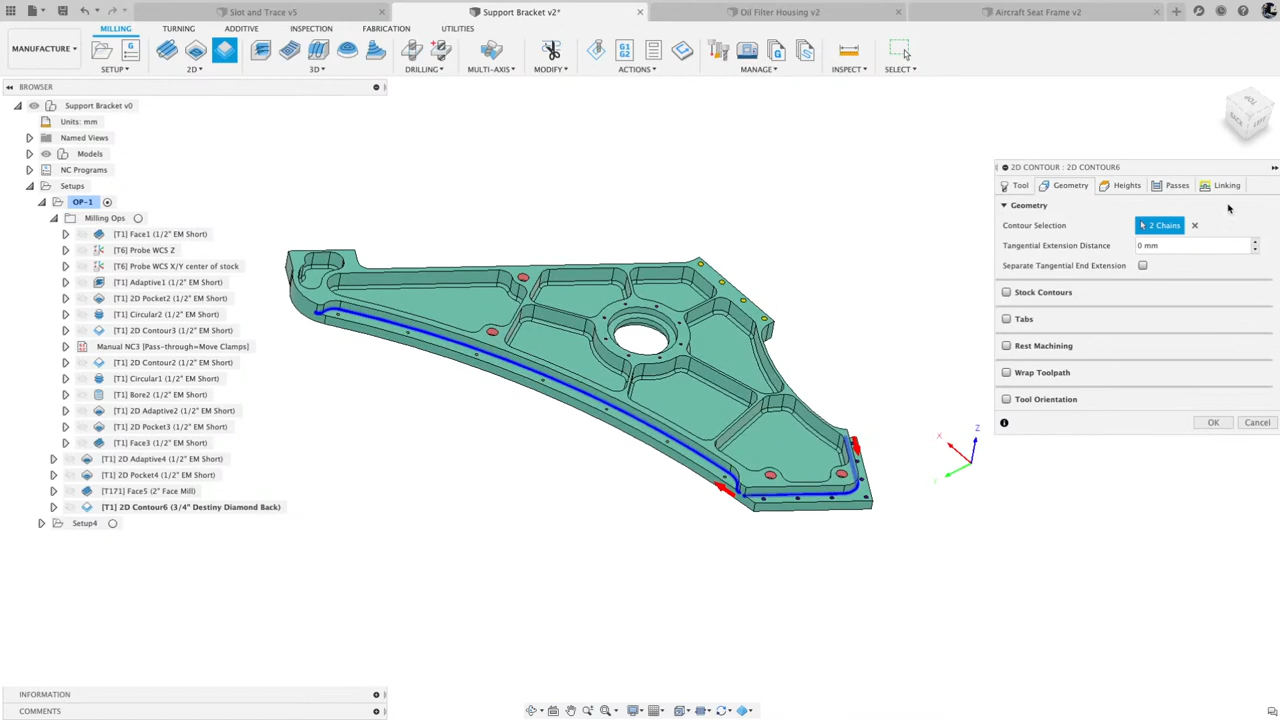 Slot and Trace v5
Support Bracket v2*
Oil Filter Housing v2
Aircraft Seat Frame v2
MANUFACTURE
MILLING TURNING ADDITIVE INSPECTION FABRICATION UTILITIES
G1
G2
SETUP 2D 3D DRILLING MULTI-AXIS MODIFY ACTIONS MANAGE INSPECT SELECT
BROWSER
Support Bracket v0
Units: mm
Named Views
Models
NC Programs
Setups
OP-1
Milling Ops
[T1] Face1 (1/2" EM Short)
[T6] Probe WCS Z
[T6] Probe WCS X/Y center of stock
[T1] Adaptive1 (1/2" EM Short)
[T1] 2D Pocket2 (1/2" EM Short)
[T1] Circular2 (1/2" EM Short)
[T1] 2D Contour3 (1/2" EM Short)
Manual NC3 [Pass-through=Move Clamps]
[T1] 2D Contour2 (1/2" EM Short)
[T1] Circular1 (1/2" EM Short)
[T1] Bore2 (1/2" EM Short)
[T1] 2D Adaptive2 (1/2" EM Short)
[T1] 2D Pocket3 (1/2" EM Short)
[T1] Face3 (1/2" EM Short)
[T1] 2D Adaptive4 (1/2" EM Short)
[T1] 2D Pocket4 (1/2" EM Short)
[T171] Face5 (2" Face Mill)
[T1] 2D Contour6 (3/4" Destiny Diamond Back)
Setup4
TOP
BACK LEFT
2D CONTOUR : 2D CONTOUR6
Tool Geometry Heights Passes Linking
Geometry
Contour Selection 2 Chains
Tangential Extension Distance 0 mm
Separate Tangential End Extension
Stock Contours
Tabs
Rest Machining
Wrap Toolpath
Tool Orientation
OK Cancel
Z
X
INFORMATION
COMMENTS